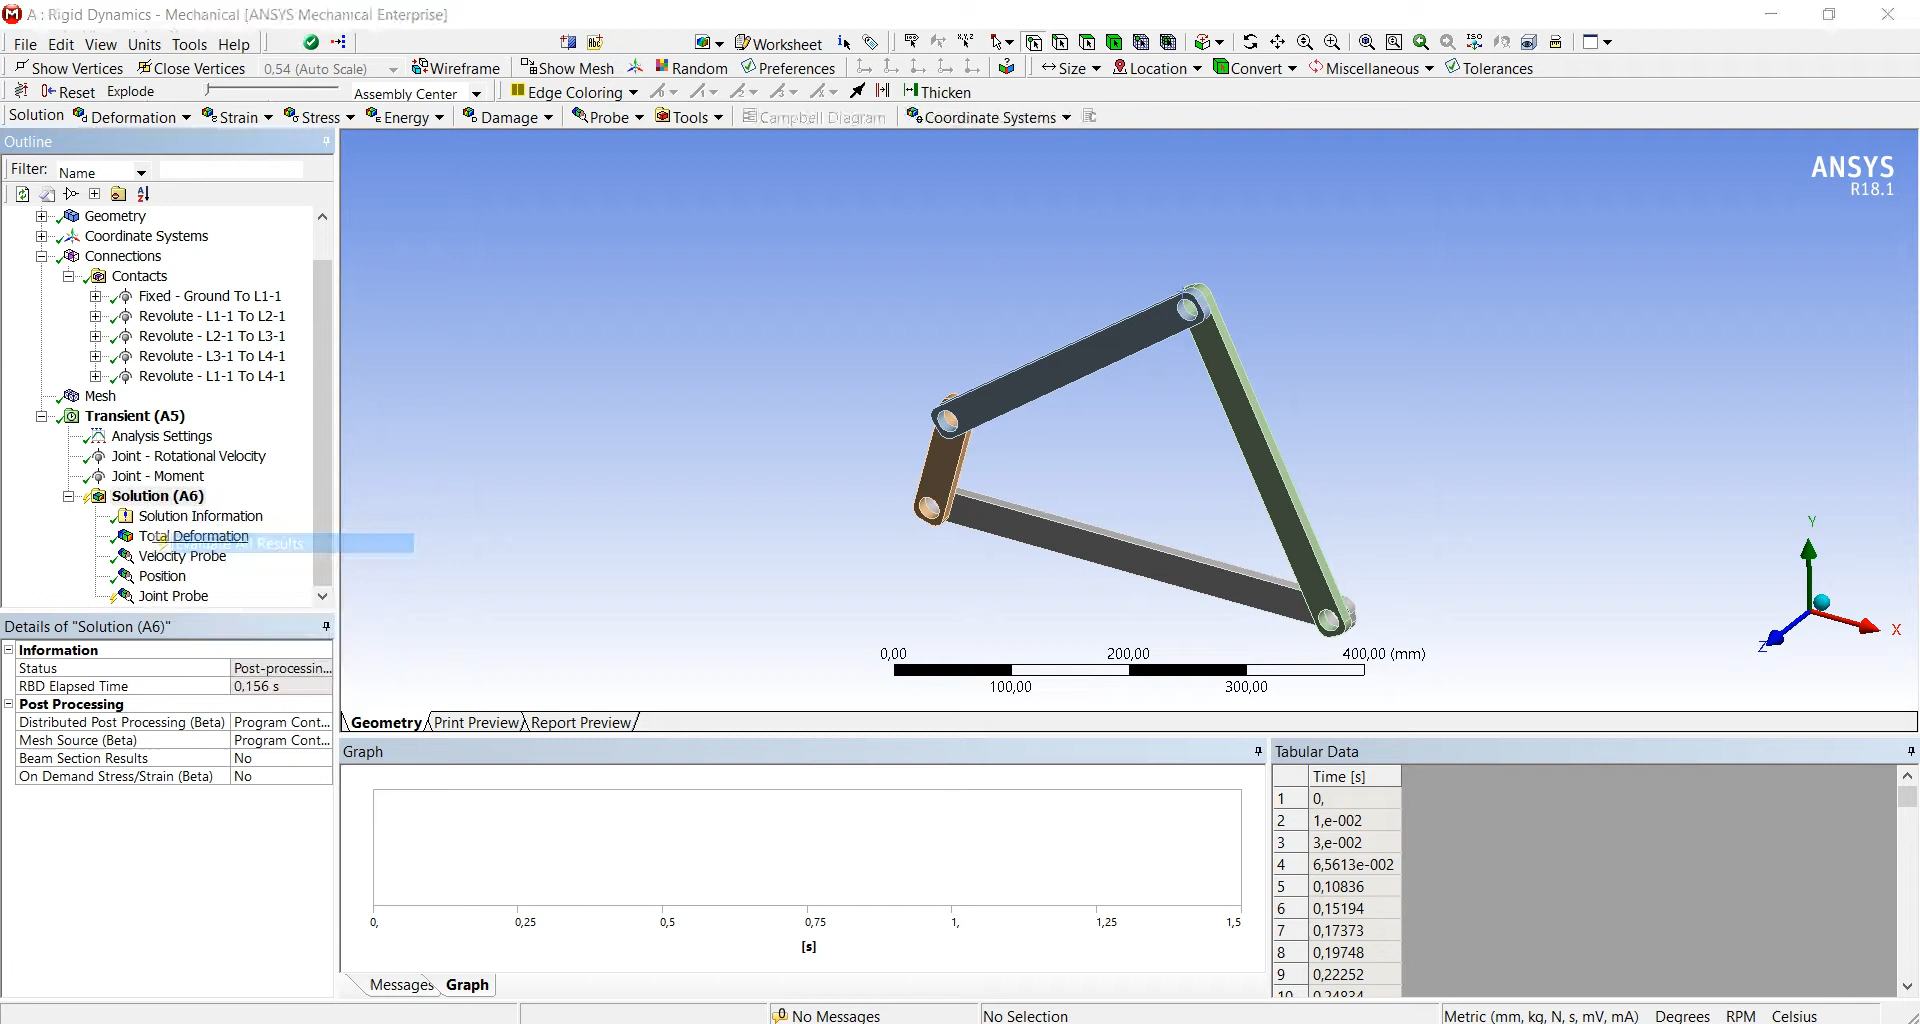 A : Rigid Dynamics - Mechanical [ANSYS Mechanical Enterprise]
File Edit View Units Tools Help Worksheet
Show Vertices Close Vertices 0,54 (Auto Scale) Wireframe Show Mesh Random Preferences Size Location Convert Miscellaneous Tolerances
Reset Explode Assembly Center Edge Coloring Thicken
Solution Deformation Strain Stress Energy Damage Probe Tools Campbell Diagram Coordinate Systems
Outline
Filter: Name
Geometry
Coordinate Systems
Connections
Contacts
Fixed - Ground To L1-1
Revolute - L1-1 To L2-1
Revolute - L2-1 To L3-1
Revolute - L3-1 To L4-1
Revolute - L1-1 To L4-1
Mesh
Transient (A5)
Analysis Settings
Joint - Rotational Velocity
Joint - Moment
Solution (A6)
Solution Information
Total Deformation
Evaluate All Results
Velocity Probe
Position
Joint Probe
Details of "Solution (A6)"
Information
Status Post-processin...
RBD Elapsed Time 0,156 s
Post Processing
Distributed Post Processing (Beta) Program Cont...
Mesh Source (Beta) Program Cont...
Beam Section Results No
On Demand Stress/Strain (Beta) No
ANSYS
R18.1
0,00 200,00 400,00 (mm)
100,00 300,00
Y
X
Z
Geometry Print Preview Report Preview
Graph
0, 0,25 0,5 0,75 1, 1,25 1,5
[s]
Messages Graph
Tabular Data
Time [s]
1 0,
2 1,e-002
3 3,e-002
4 6,5613e-002
5 0,10836
6 0,15194
7 0,17373
8 0,19748
9 0,22252
10 0,24834
0 No Messages No Selection Metric (mm, kg, N, s, mV, mA) Degrees RPM Celsius